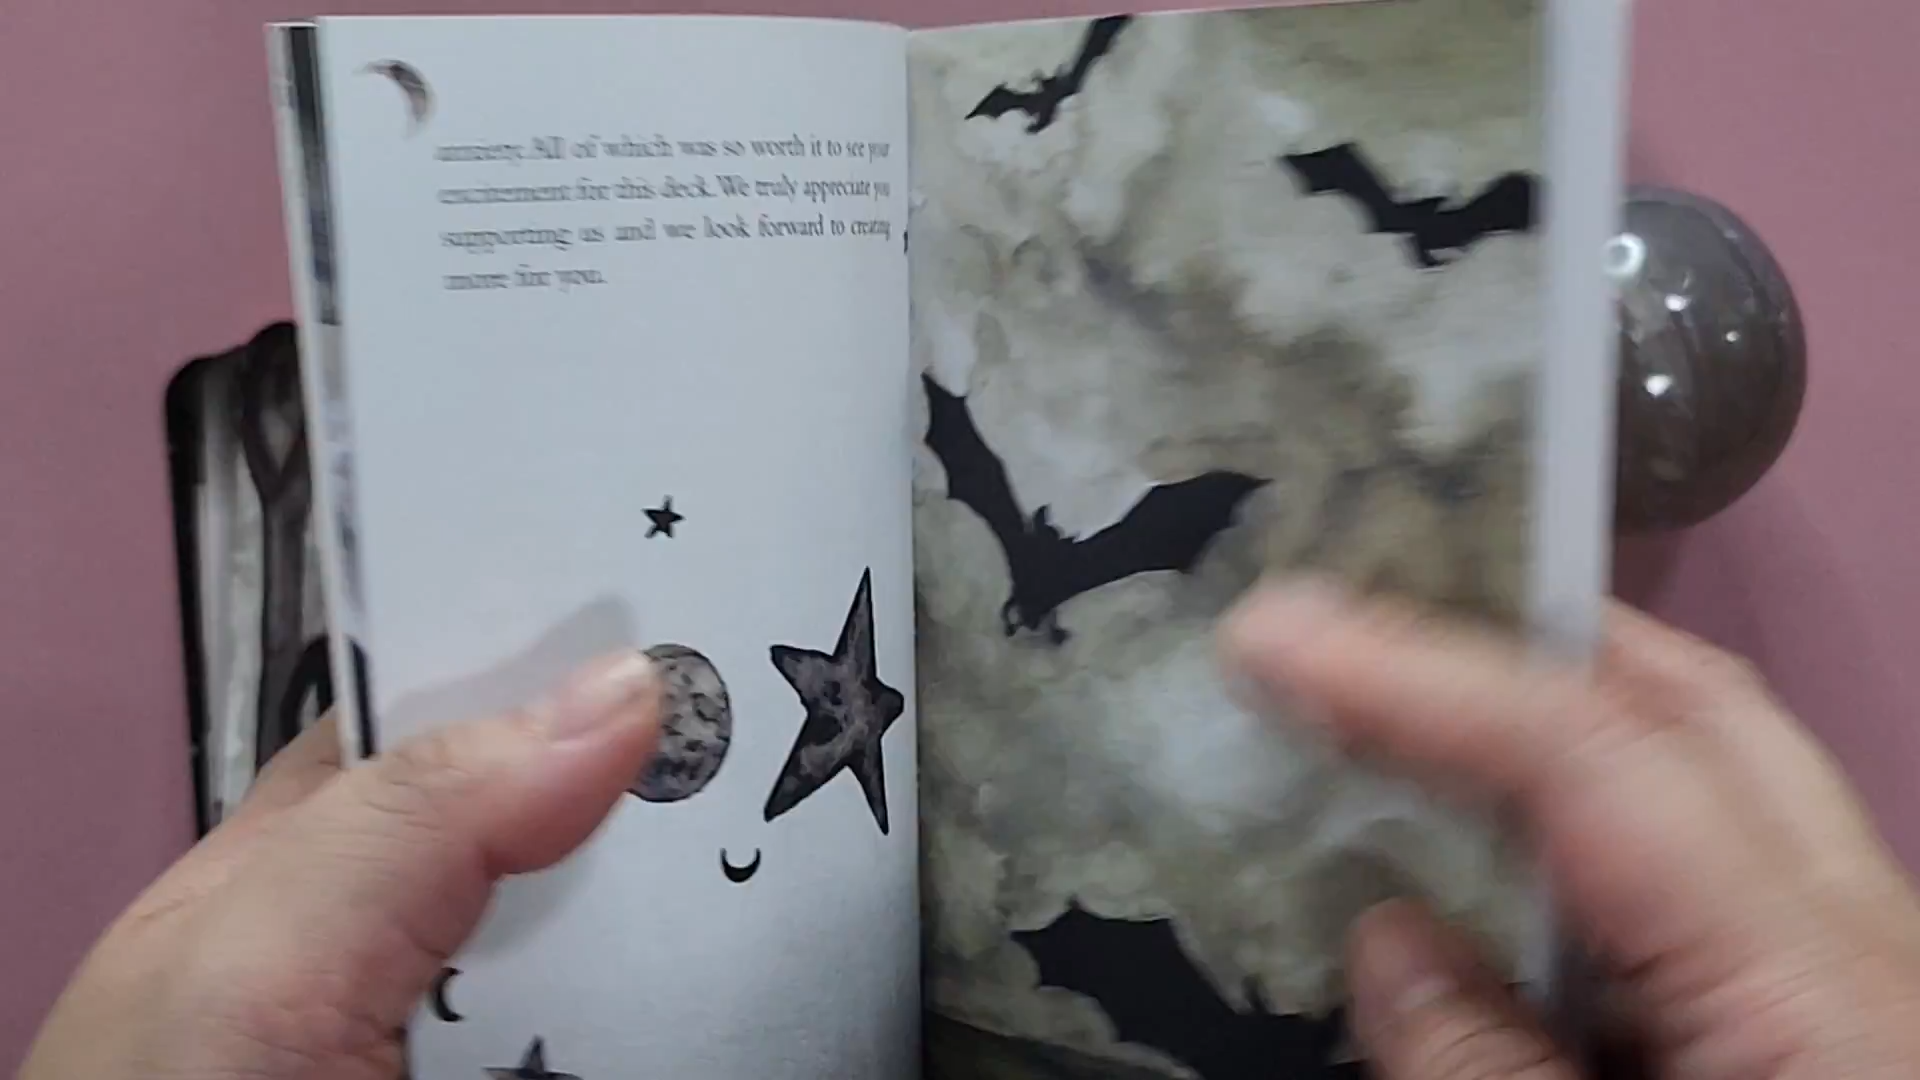 anxiety. All of which was so worth it to see your
excitement for this deck. We truly appreciate you
supporting us and we look forward to creating
more for you.